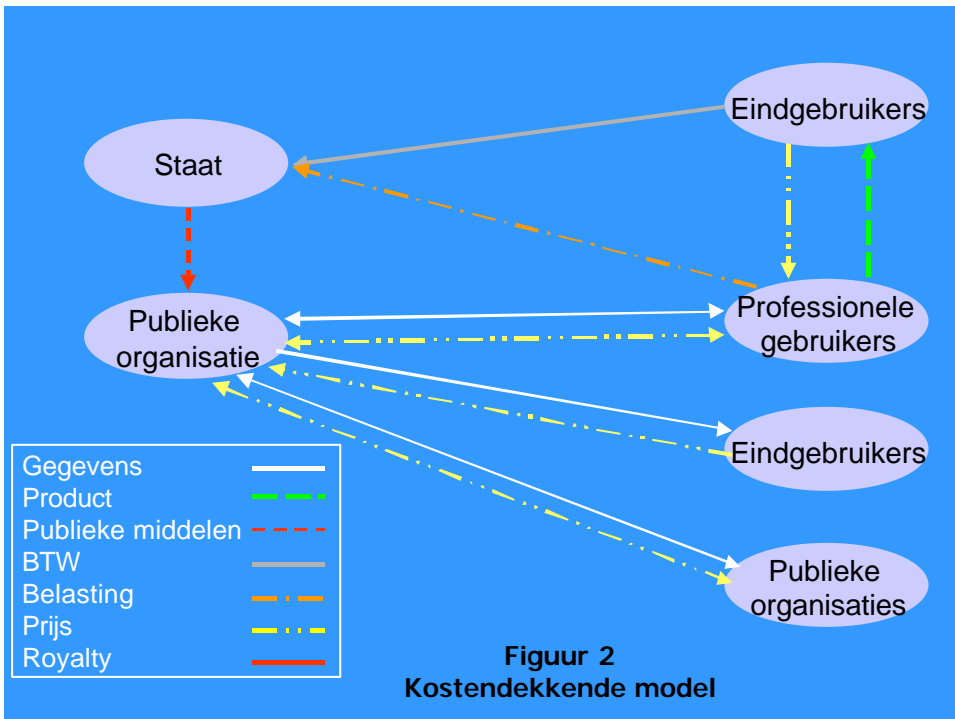 Eindgebruikers
Staat
Professionele
gebruikers
Publieke
organisatie
Eindgebruikers
Publieke
organisaties
Gegevens
Product
Publieke middelen
BTW
Belasting
Prijs
Royalty
Figuur 2
Kostendekkende model